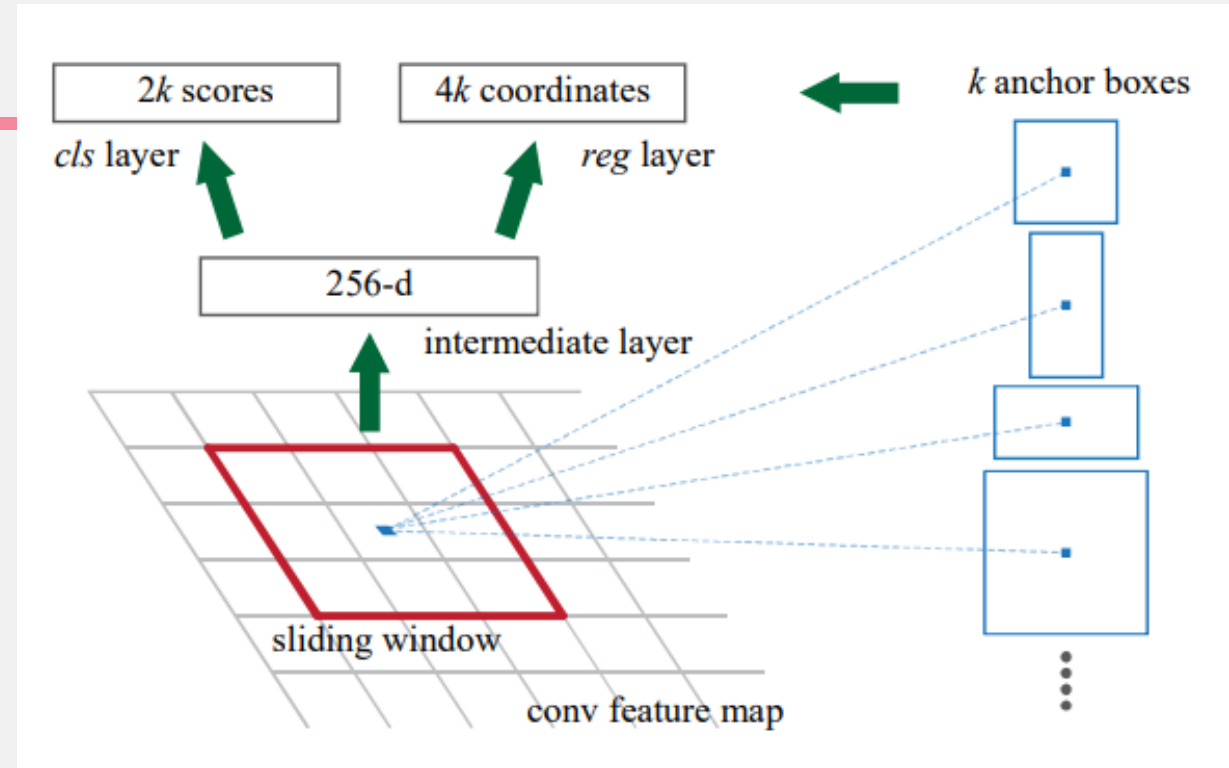 2k scores
4k coordinates
k anchor boxes
cls layer
reg layer
256-d
intermediate layer
sliding window
conv feature map